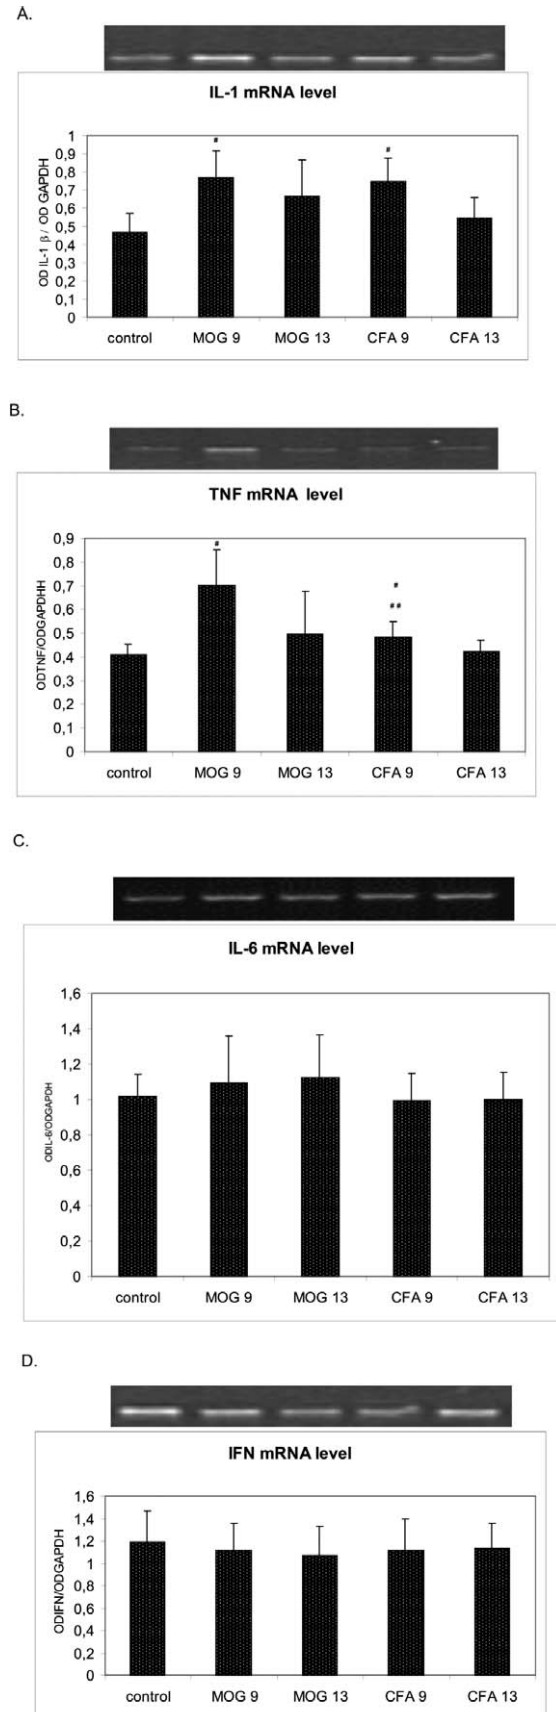 A.
IL-1 mRNA level
OD IL-1 β / OD GAPDH
1
0,9
0,8
0,7
0,6
0,5
0,4
0,3
0,2
0,1
0
#
#
control MOG 9 MOG 13 CFA 9 CFA 13
B.
TNF mRNA level
ODTNF/ODGAPDHH
0,9
0,8
0,7
0,6
0,5
0,4
0,3
0,2
0,1
0
#
#
##
control MOG 9 MOG 13 CFA 9 CFA 13
C.
IL-6 mRNA level
ODIL-6/ODGAPDH
1,6
1,4
1,2
1
0,8
0,6
0,4
0,2
0
control MOG 9 MOG 13 CFA 9 CFA 13
D.
IFN mRNA level
ODIFN/ODGAPDH
1,6
1,4
1,2
1
0,8
0,6
0,4
0,2
0
control MOG 9 MOG 13 CFA 9 CFA 13